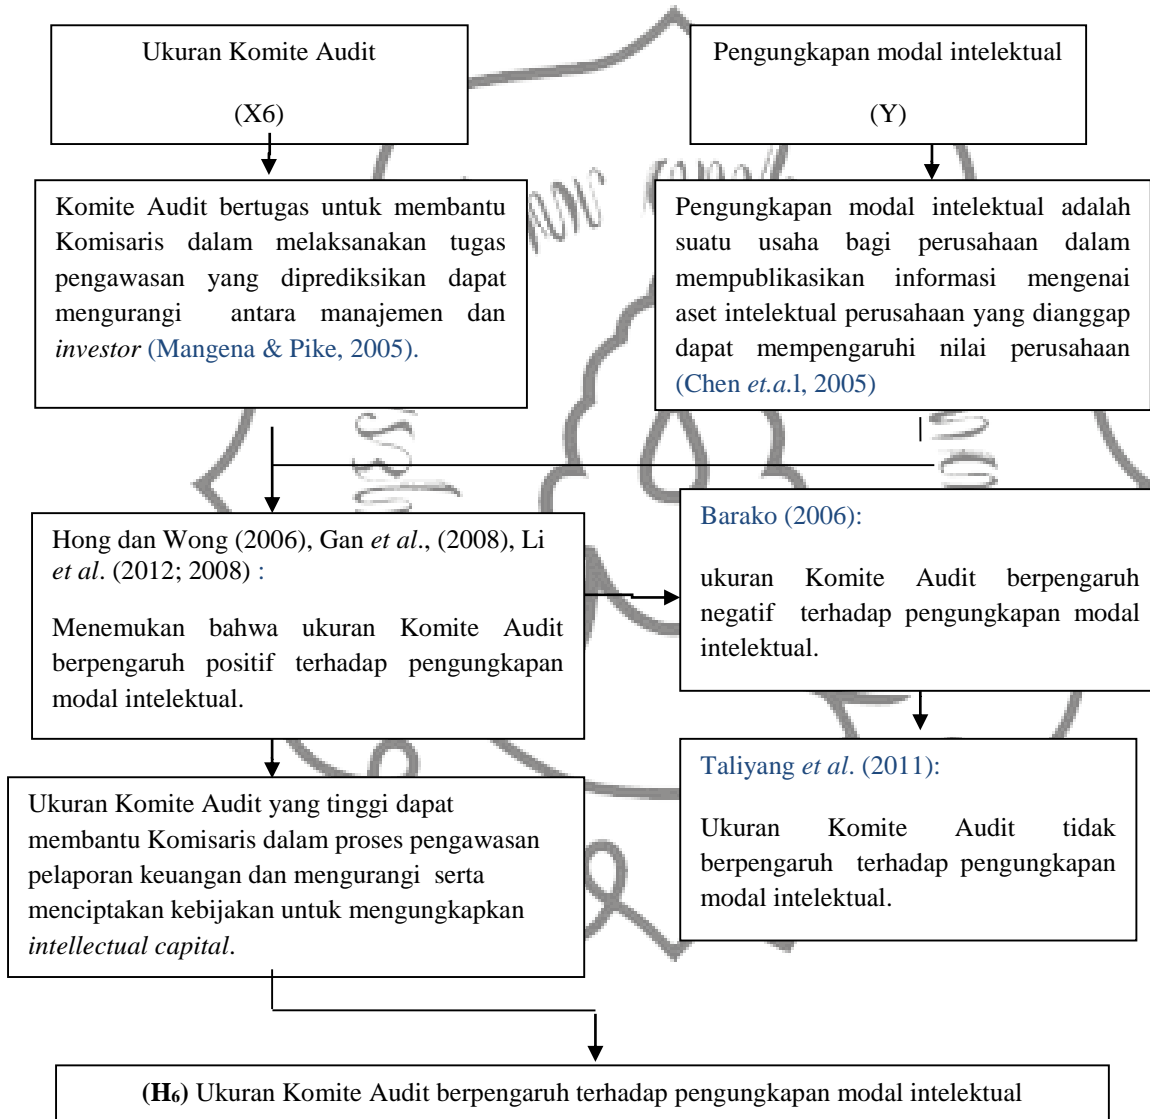 Ukuran Komite Audit
(X6)
Pengungkapan modal intelektual
(Y)
Komite Audit bertugas untuk membantu
Komisaris dalam melaksanakan tugas
pengawasan yang diprediksikan dapat
mengurangi antara manajemen dan
investor (Mangena & Pike, 2005).
Pengungkapan modal intelektual adalah
suatu usaha bagi perusahaan dalam
mempublikasikan informasi mengenai
aset intelektual perusahaan yang dianggap
dapat mempengaruhi nilai perusahaan
(Chen et.a.l, 2005)
Hong dan Wong (2006), Gan et al., (2008), Li
et al. (2012; 2008) :
Menemukan bahwa ukuran Komite Audit
berpengaruh positif terhadap pengungkapan
modal intelektual.
Barako (2006):
ukuran Komite Audit berpengaruh
negatif terhadap pengungkapan modal
intelektual.
Ukuran Komite Audit yang tinggi dapat
membantu Komisaris dalam proses pengawasan
pelaporan keuangan dan mengurangi serta
menciptakan kebijakan untuk mengungkapkan
intellectual capital.
Taliyang et al. (2011):
Ukuran Komite Audit tidak
berpengaruh terhadap pengungkapan
modal intelektual.
(H₆) Ukuran Komite Audit berpengaruh terhadap pengungkapan modal intelektual